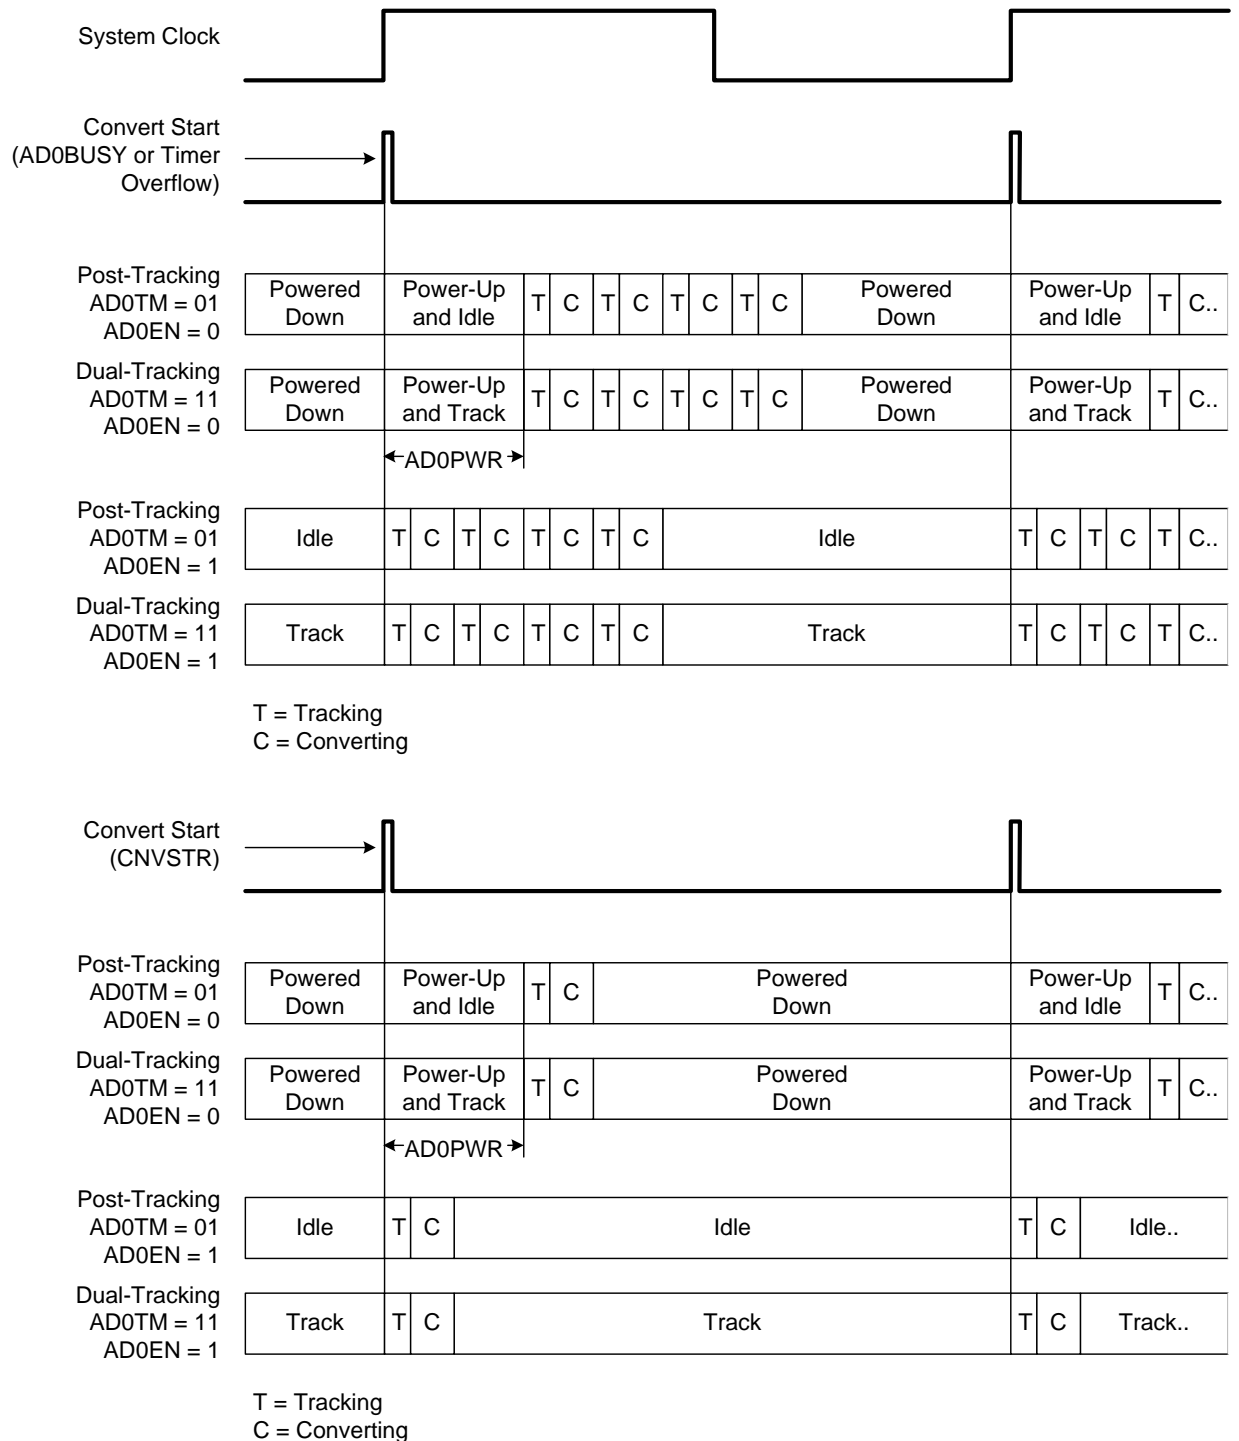 System Clock
Convert Start
(AD0BUSY or Timer
Overflow)
Post-Tracking
AD0TM = 01
AD0EN = 0
Powered
Down
Power-Up
and Idle
T C T C T C T C
Powered
Down
Power-Up
and Idle
T C..
Dual-Tracking
AD0TM = 11
AD0EN = 0
Powered
Down
Power-Up
and Track
T C T C T C T C
Powered
Down
Power-Up
and Track
T C..
AD0PWR
Post-Tracking
AD0TM = 01
AD0EN = 1
Idle T C T C T C T C Idle T C T C T C..
Dual-Tracking
AD0TM = 11
AD0EN = 1
Track T C T C T C T C Track T C T C T C..
T = Tracking
C = Converting
Convert Start
(CNVSTR)
Post-Tracking
AD0TM = 01
AD0EN = 0
Powered
Down
Power-Up
and Idle
T C
Powered
Down
Power-Up
and Idle
T C..
Dual-Tracking
AD0TM = 11
AD0EN = 0
Powered
Down
Power-Up
and Track
T C
Powered
Down
Power-Up
and Track
T C..
AD0PWR
Post-Tracking
AD0TM = 01
AD0EN = 1
Idle T C Idle T C Idle..
Dual-Tracking
AD0TM = 11
AD0EN = 1
Track T C Track T C Track..
T = Tracking
C = Converting